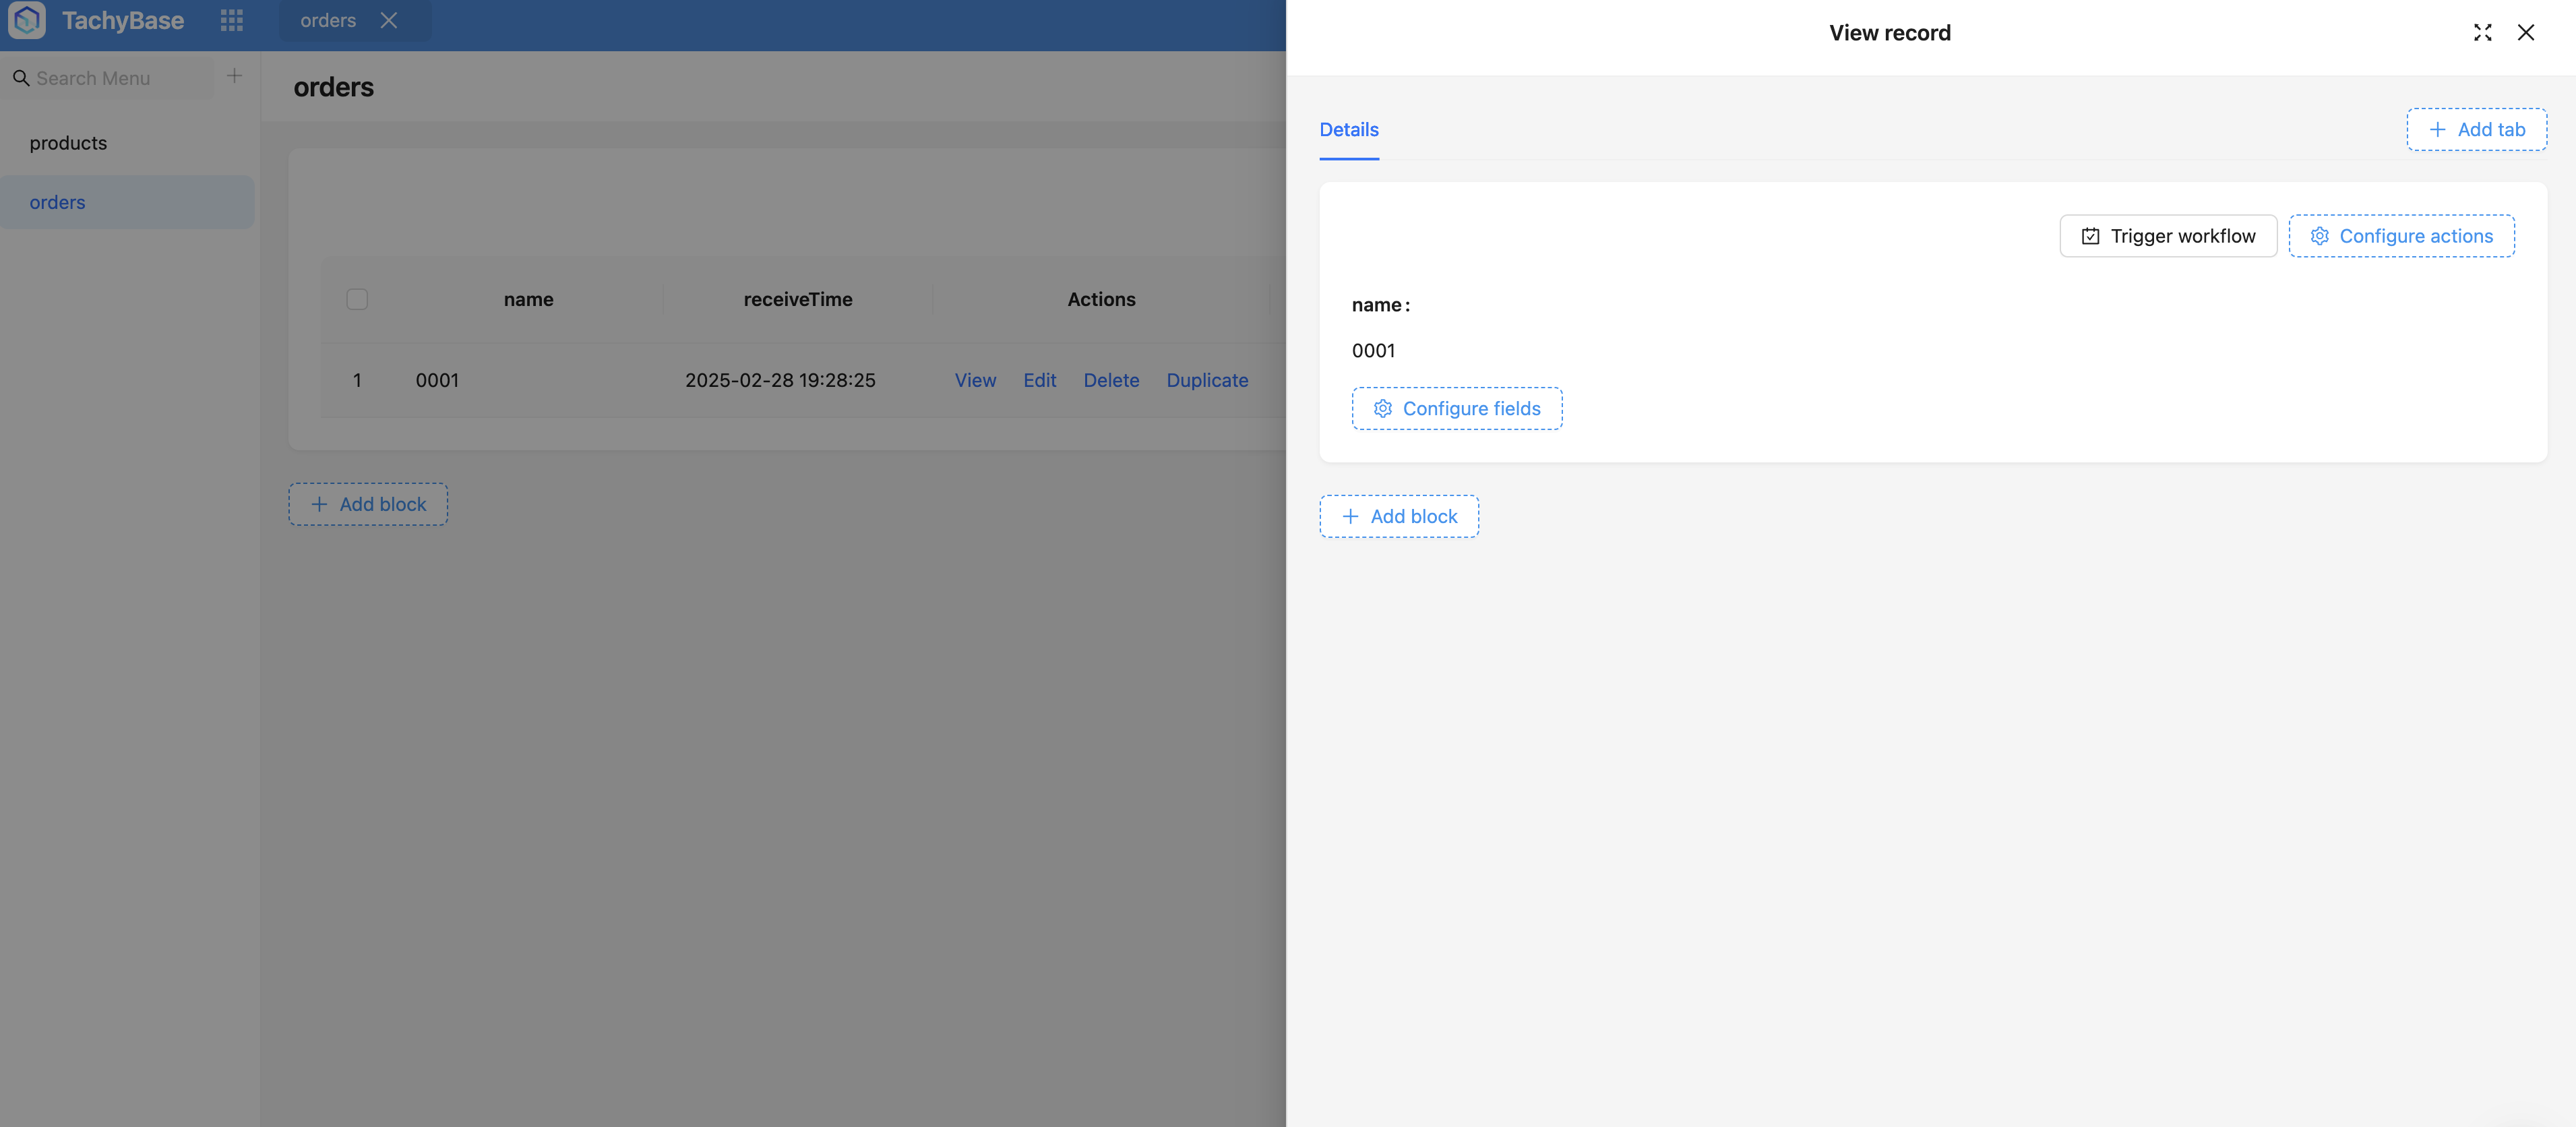 TachyBase
orders
Search Menu
products
orders
orders
name receiveTime Actions
1 0001 2025-02-28 19:28:25 View Edit Delete Duplicate
Add block
View record
Details
Add tab
Trigger workflow Configure actions
name :
0001
Configure fields
Add block